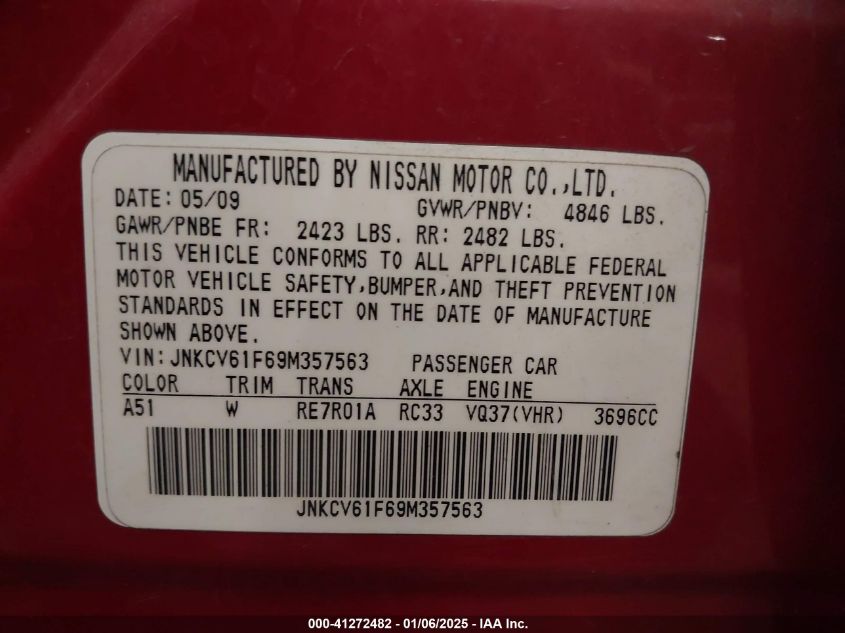 MANUFACTURED BY NISSAN MOTOR CO.,LTD.
DATE: 05/09 GVWR/PNBV: 4846 LBS.
GAWR/PNBE FR: 2423 LBS. RR: 2482 LBS.
THIS VEHICLE CONFORMS TO ALL APPLICABLE FEDERAL
MOTOR VEHICLE SAFETY,BUMPER,AND THEFT PREVENTION
STANDARDS IN EFFECT ON THE DATE OF MANUFACTURE
SHOWN ABOVE.
VIN: JNKCV61F69M357563 PASSENGER CAR
COLOR TRIM TRANS AXLE ENGINE
A51 W RE7R01A RC33 VQ37(VHR) 3696CC
JNKCV61F69M357563
000-41272482 - 01/06/2025 - IAA Inc.